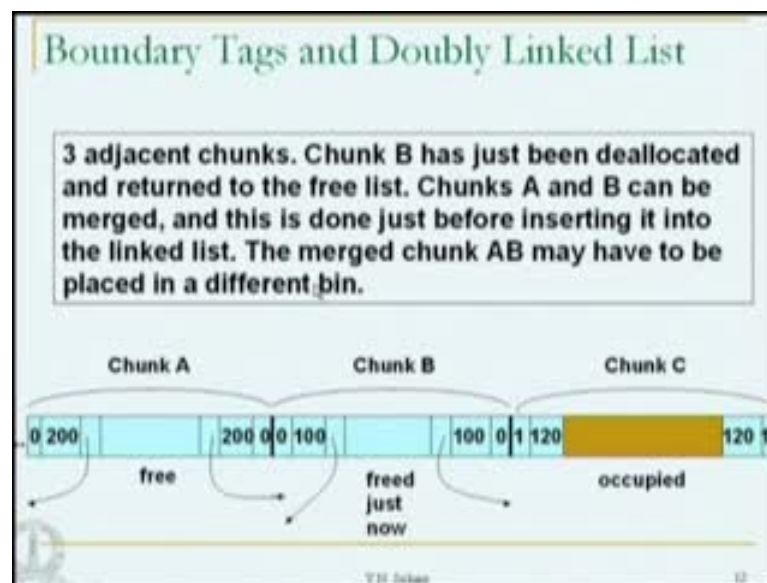 Boundary Tags and Doubly Linked List
3 adjacent chunks. Chunk B has just been deallocated
and returned to the free list. Chunks A and B can be
merged, and this is done just before inserting it into
the linked list. The merged chunk AB may have to be
placed in a different bin.
Chunk A Chunk B Chunk C
0 200 200 0 0 100 100 0 1 120 120 1
free freed occupied
just
now
12